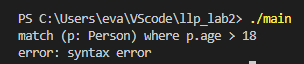 PS C:\Users\eva\VScode\llp_lab2> ./main
match (p: Person) where p.age > 18
error: syntax error